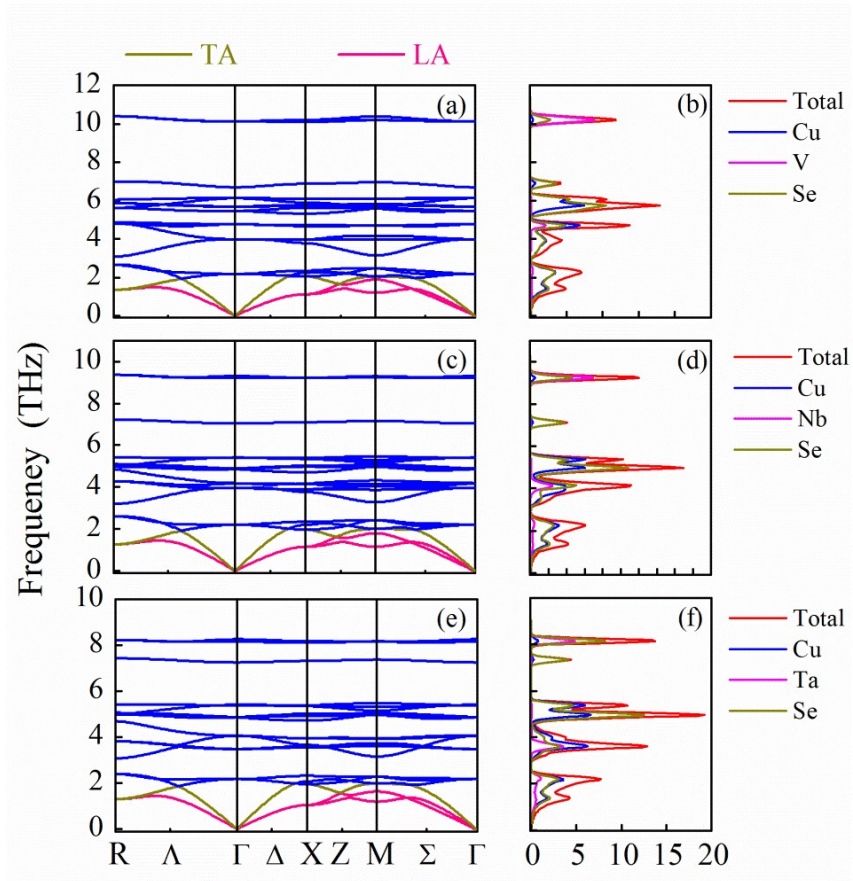 TA LA
12
10
8
6
4
2
0
(a)
(b)
Total
Cu
V
Se
10
8
6
4
2
0
(c)
(d)
Total
Cu
Nb
Se
10
8
6
4
2
0
(e)
(f)
Total
Cu
Ta
Se
Frequeney (THz)
R Λ Γ Δ X Z M Σ Γ
0 5 10 15 20